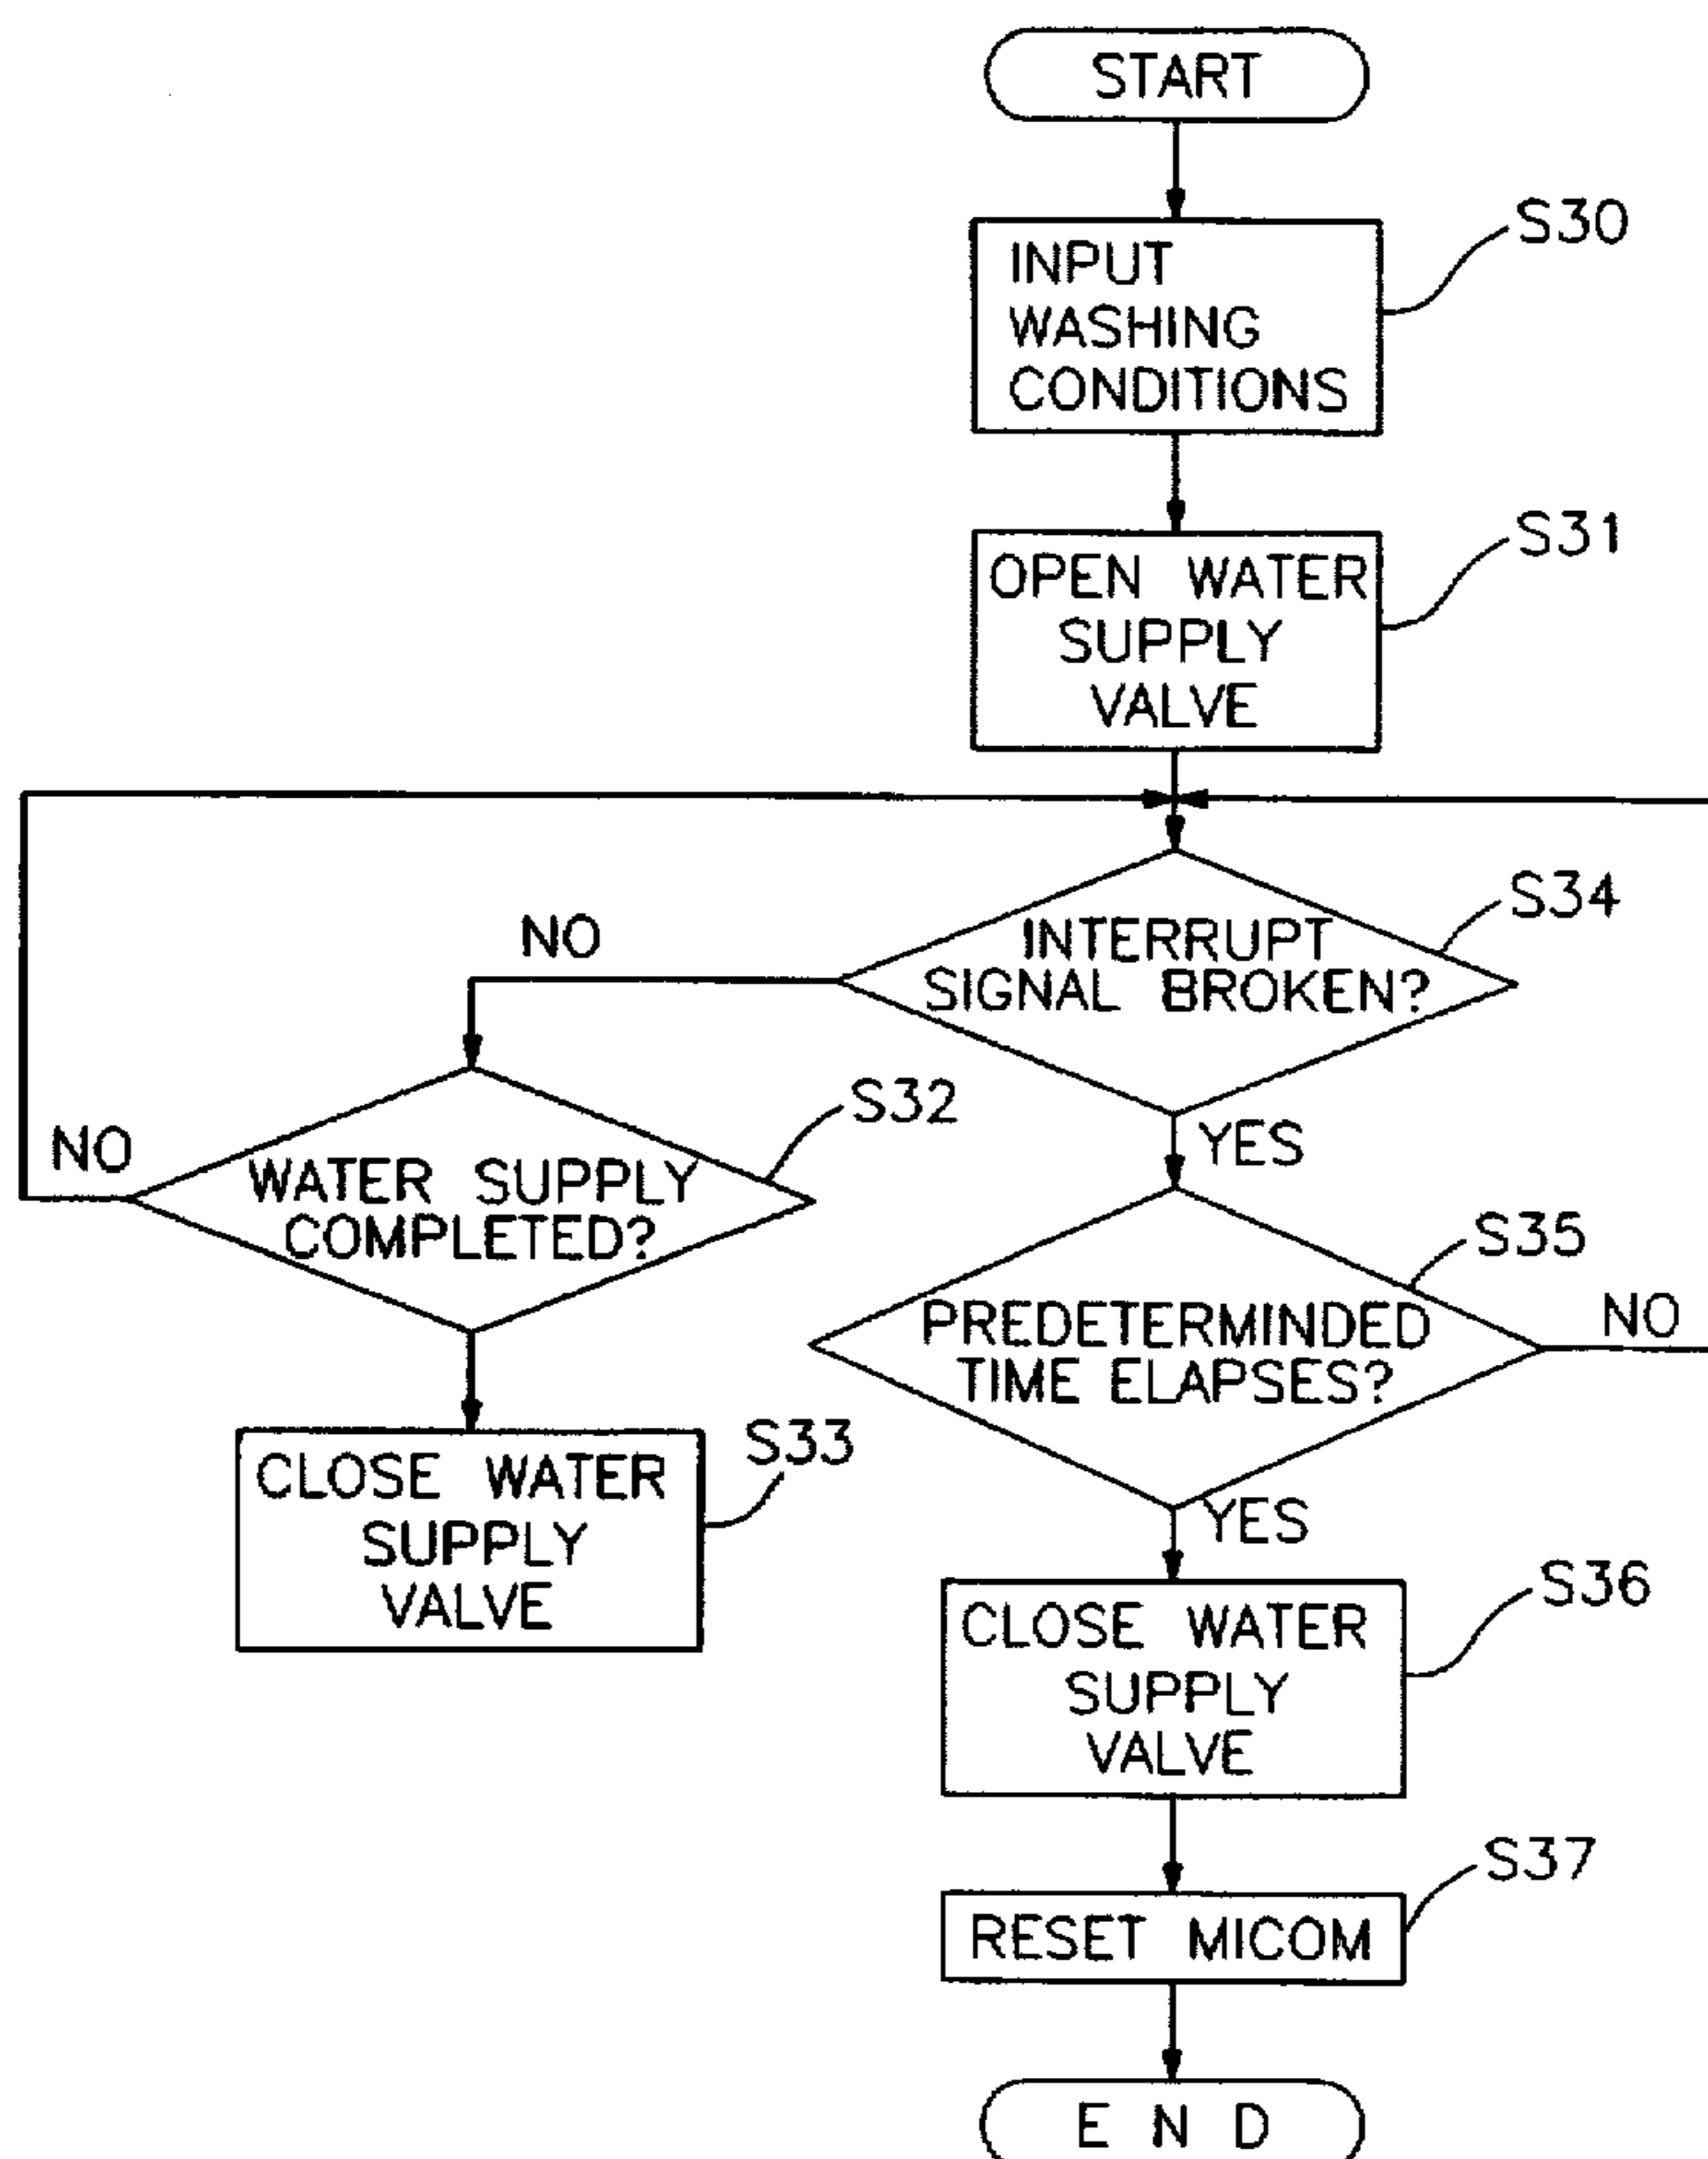 START
S30
INPUT
WASHING
CONDITIONS
S31
OPEN WATER
SUPPLY
VALVE
S34
NO
INTERRUPT
SIGNAL BROKEN?
S32
NO
YES
WATER SUPPLY
COMPLETED?
S35
PREDETERMINDED
TIME ELAPSES?
NO
S33
CLOSE WATER
SUPPLY
VALVE
YES
S36
CLOSE WATER
SUPPLY
VALVE
S37
RESET MICOM
E N D